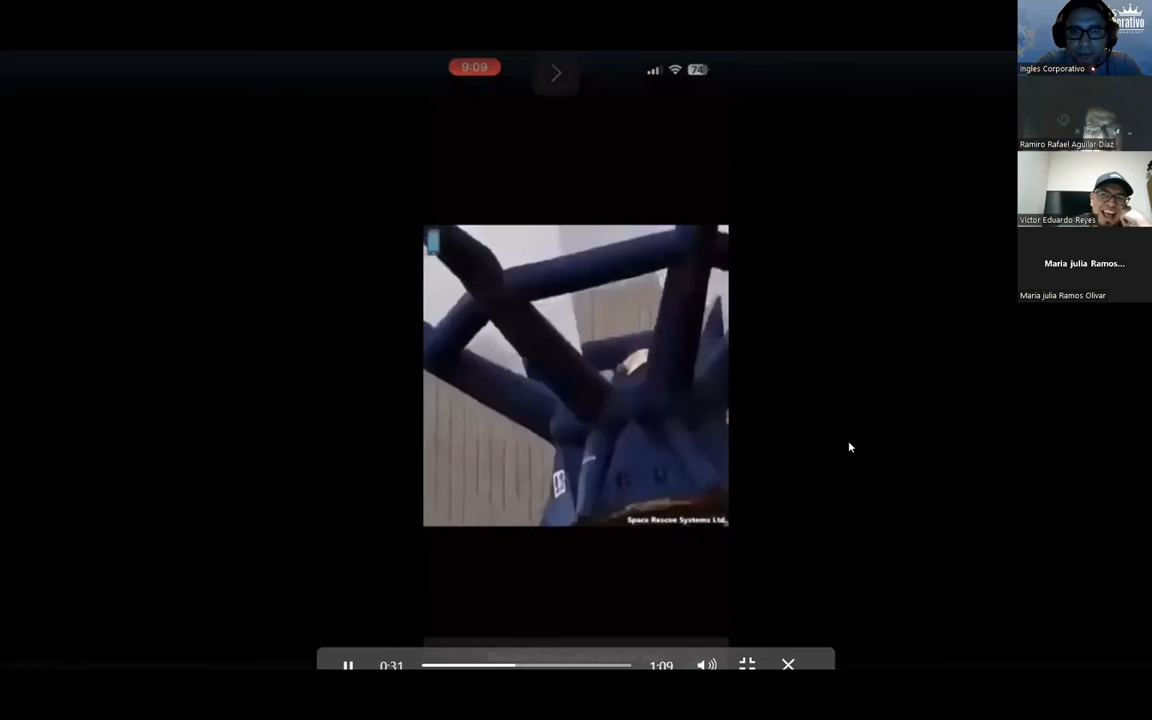 9:09
74
Space Rescue Systems Ltd.
0:31
1:09
Ingles Corporativo
Ramiro Rafael Aguilar Díaz
Victor Eduardo Reyes
Maria julia Ramos...
Maria julia Ramos Olivar